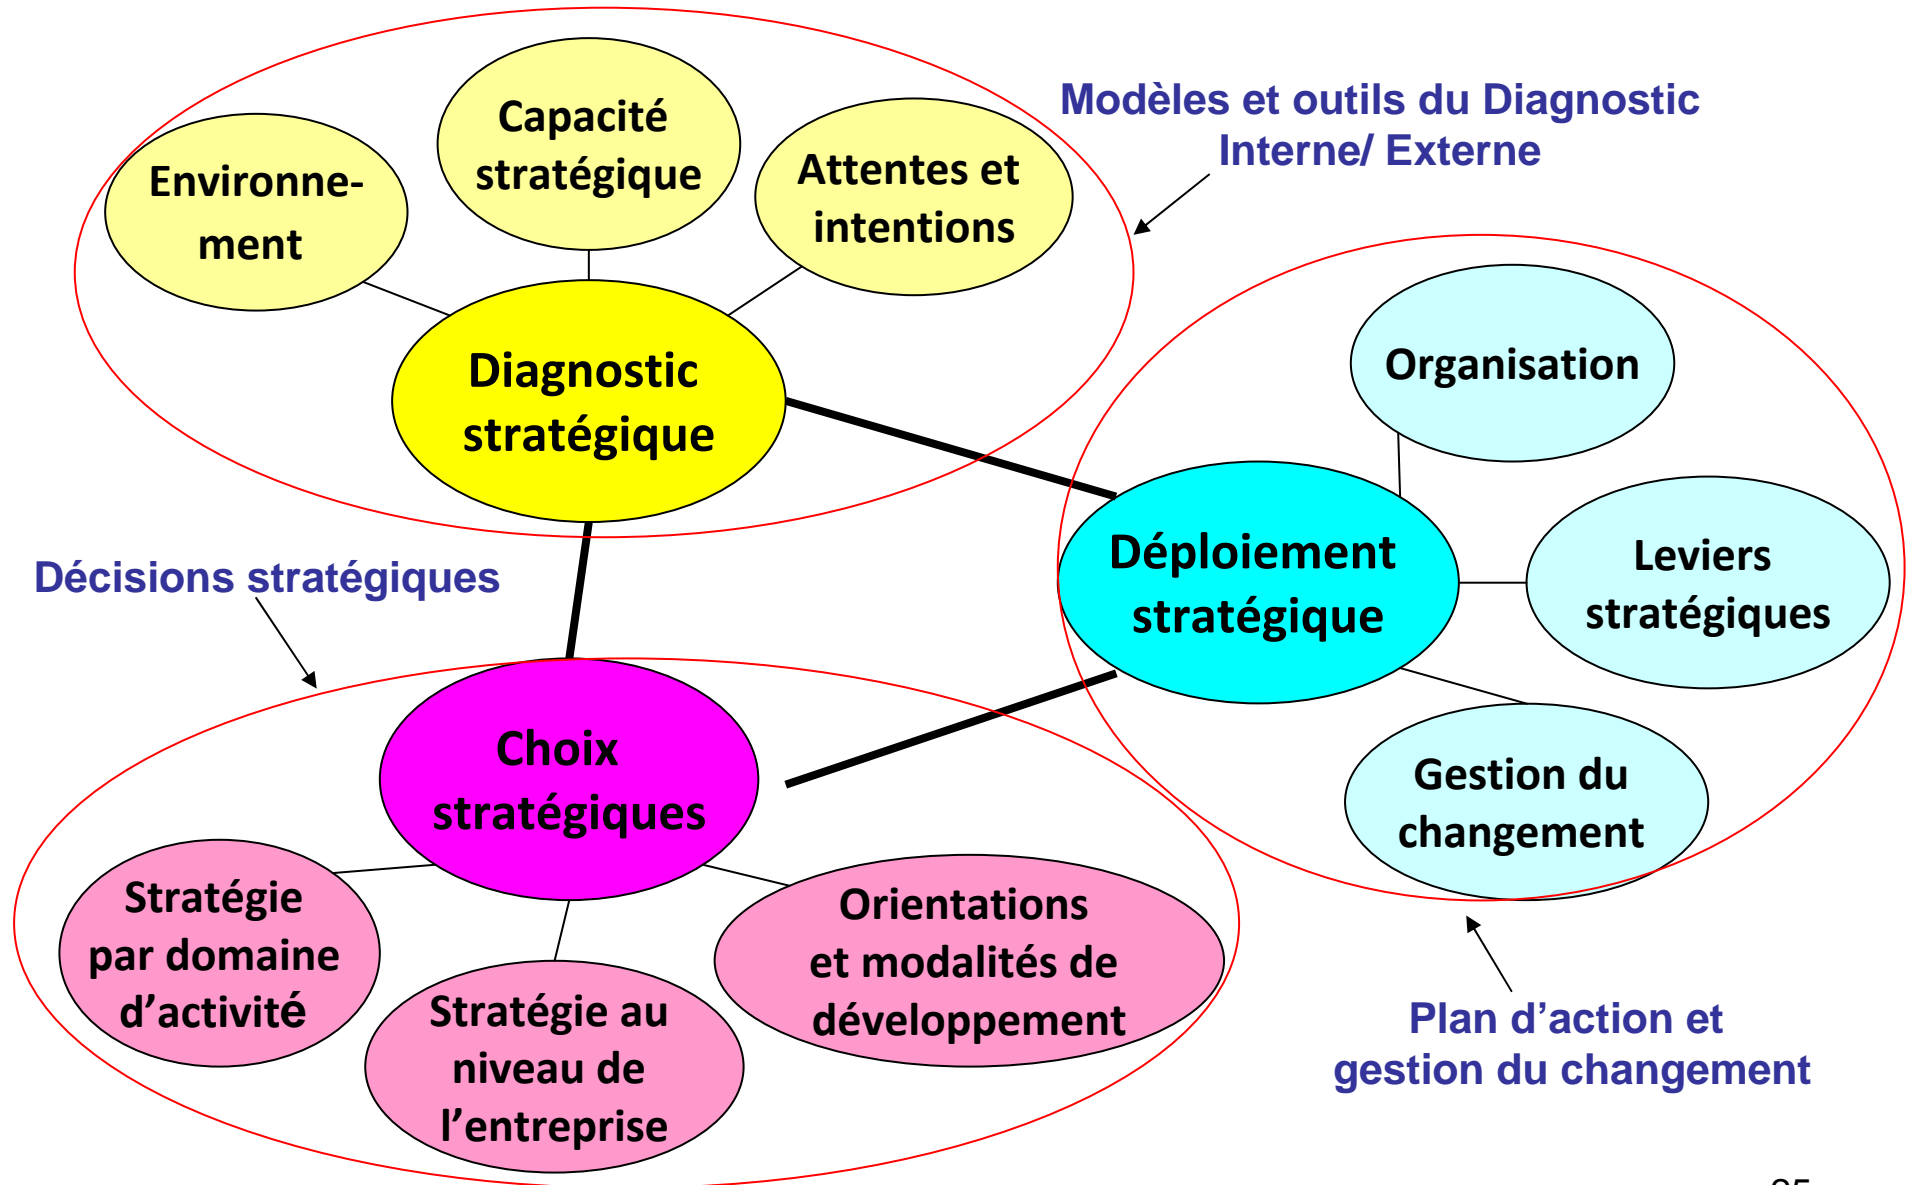 Capacité
stratégique
Environne-
ment
Attentes et
intentions
Modèles et outils du Diagnostic
Interne/ Externe
Diagnostic
stratégique
Organisation
Déploiement
stratégique
Leviers
stratégiques
Décisions stratégiques
Choix
stratégiques
Gestion du
changement
Stratégie
par domaine
d’activité
Stratégie au
niveau de
l’entreprise
Orientations
et modalités de
développement
Plan d’action et
gestion du changement